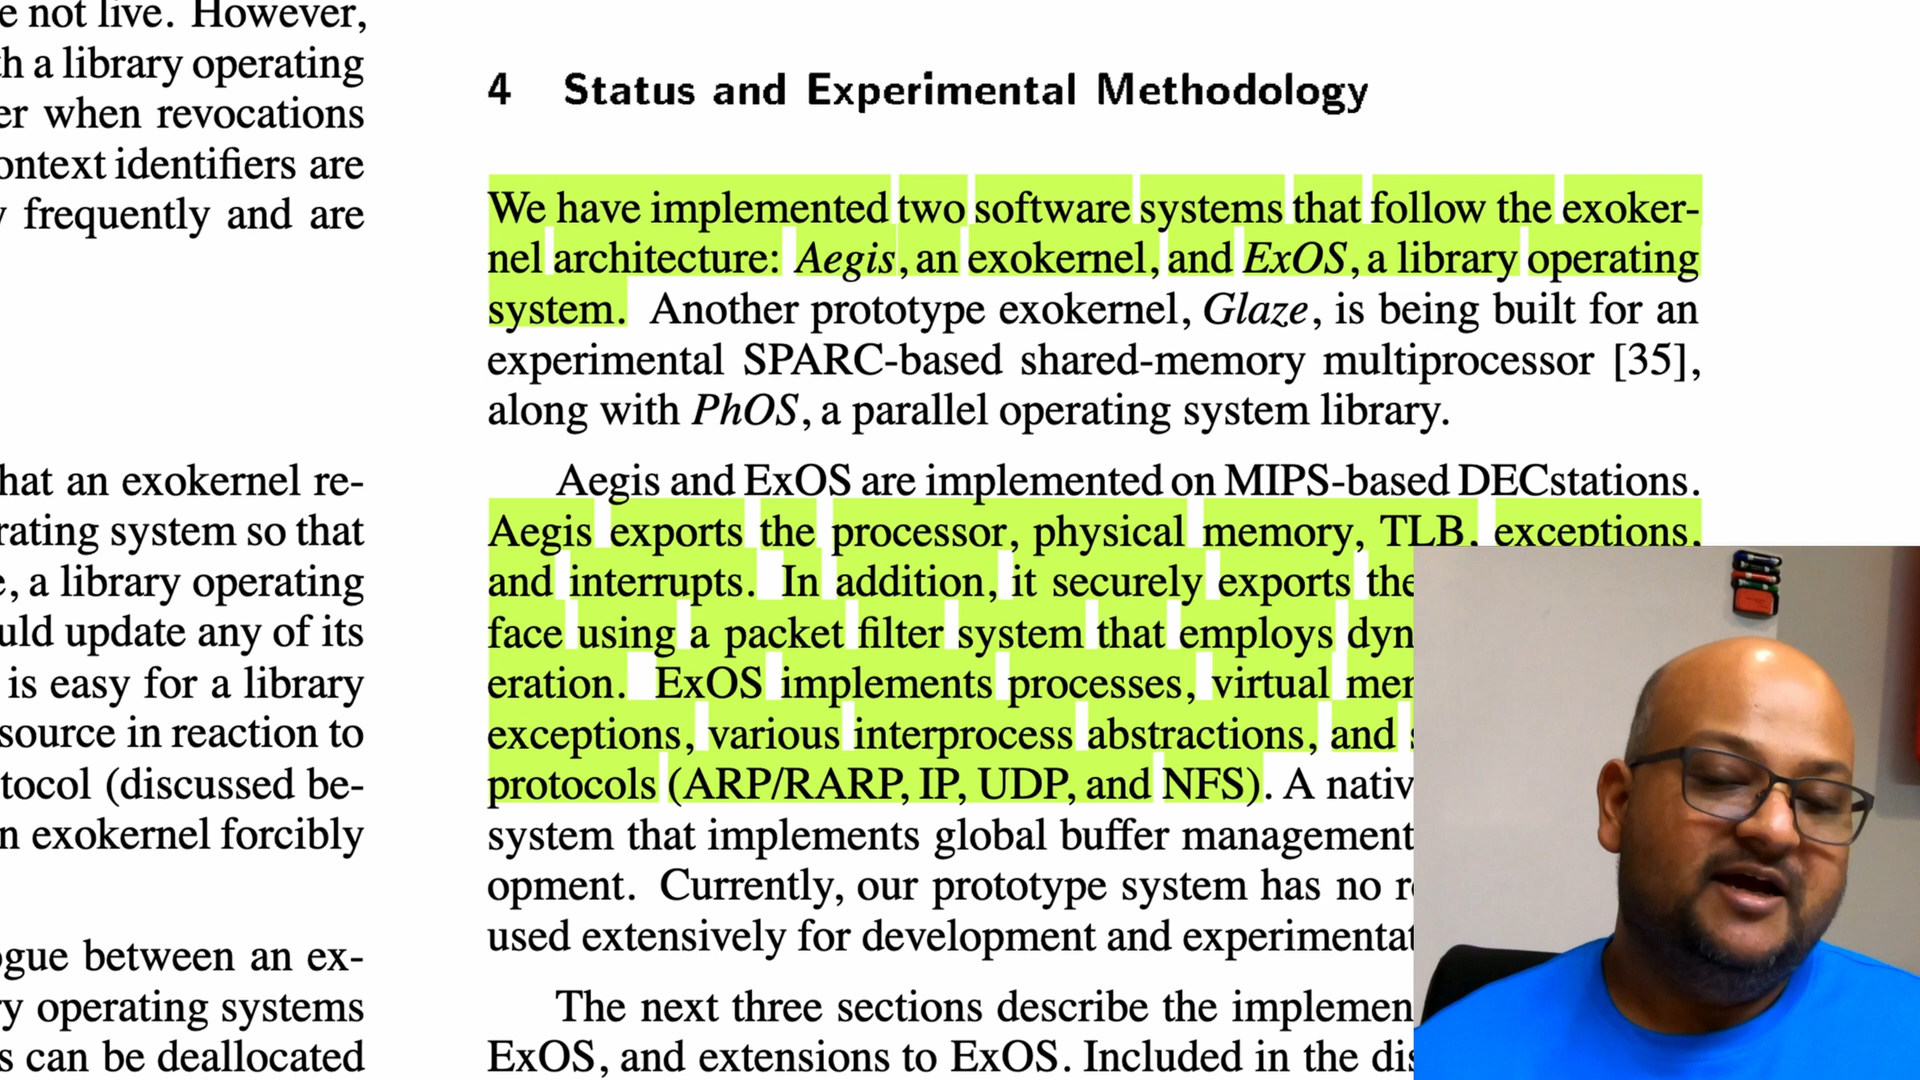 e not live. However,
th a library operating
er when revocations
ontext identifiers are
y frequently and are
hat an exokernel re-
rating system so that
e, a library operating
uld update any of its
is easy for a library
source in reaction to
tocol (discussed be-
n exokernel forcibly
ogue between an ex-
ry operating systems
s can be deallocated
4 Status and Experimental Methodology
We have implemented two software systems that follow the exoker-
nel architecture: Aegis, an exokernel, and ExOS, a library operating
system. Another prototype exokernel, Glaze, is being built for an
experimental SPARC-based shared-memory multiprocessor [35],
along with PhOS, a parallel operating system library.
Aegis and ExOS are implemented on MIPS-based DECstations.
Aegis exports the processor, physical memory, TLB, exceptions,
and interrupts. In addition, it securely exports the
face using a packet filter system that employs dyn
eration. ExOS implements processes, virtual mem
exceptions, various interprocess abstractions, and
protocols (ARP/RARP, IP, UDP, and NFS). A nativ
system that implements global buffer management
opment. Currently, our prototype system has no r
used extensively for development and experimentat
The next three sections describe the implemen
ExOS, and extensions to ExOS. Included in the dis